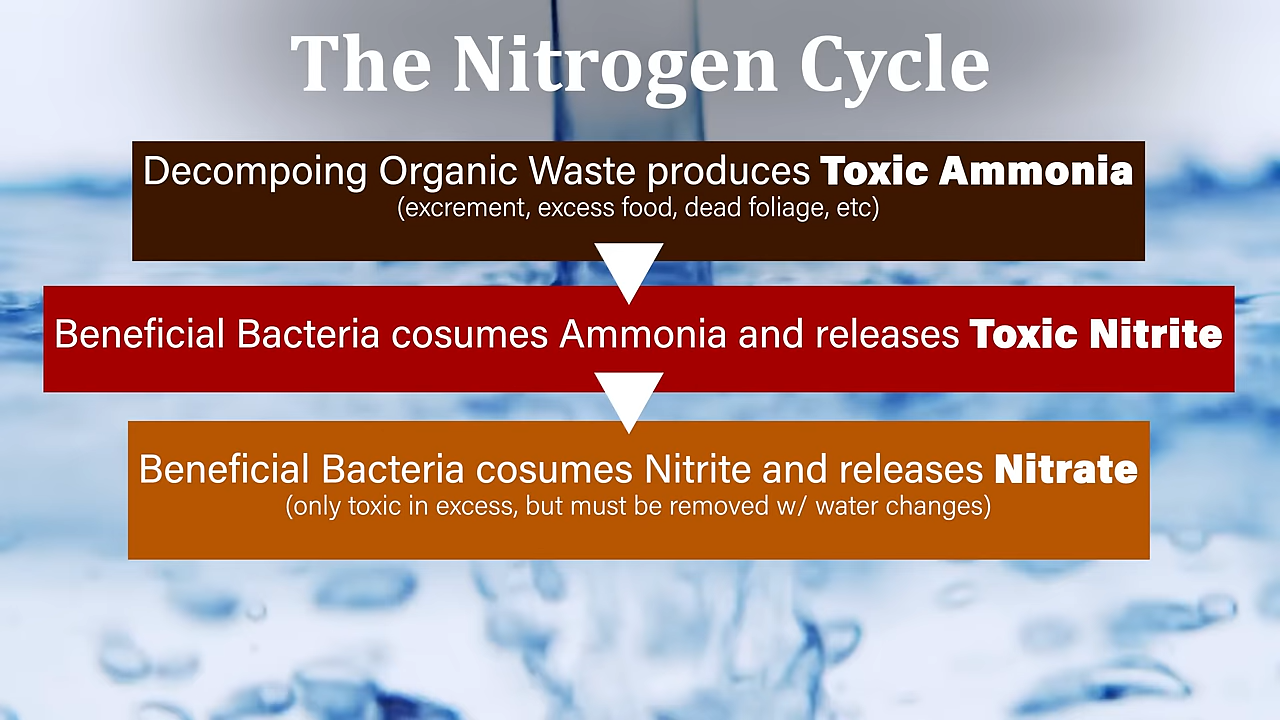 The Nitrogen Cycle
Decompoing Organic Waste produces Toxic Ammonia
(excrement, excess food, dead foliage, etc)
Beneficial Bacteria cosumes Ammonia and releases Toxic Nitrite
Beneficial Bacteria cosumes Nitrite and releases Nitrate
(only toxic in excess, but must be removed w/ water changes)